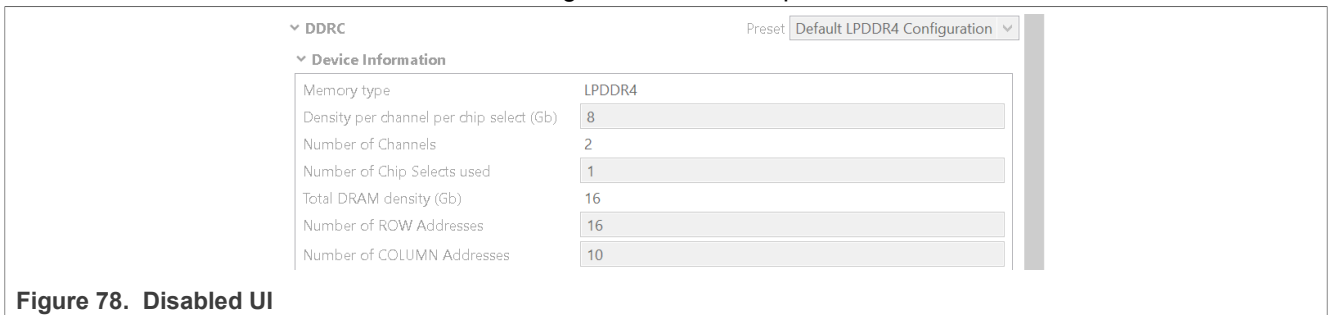 DDRC Preset Default LPDDR4 Configuration
Device Information
Memory type LPDDR4
Density per channel per chip select (Gb) 8
Number of Channels 2
Number of Chip Selects used 1
Total DRAM density (Gb) 16
Number of ROW Addresses 16
Number of COLUMN Addresses 10
Figure 78. Disabled UI